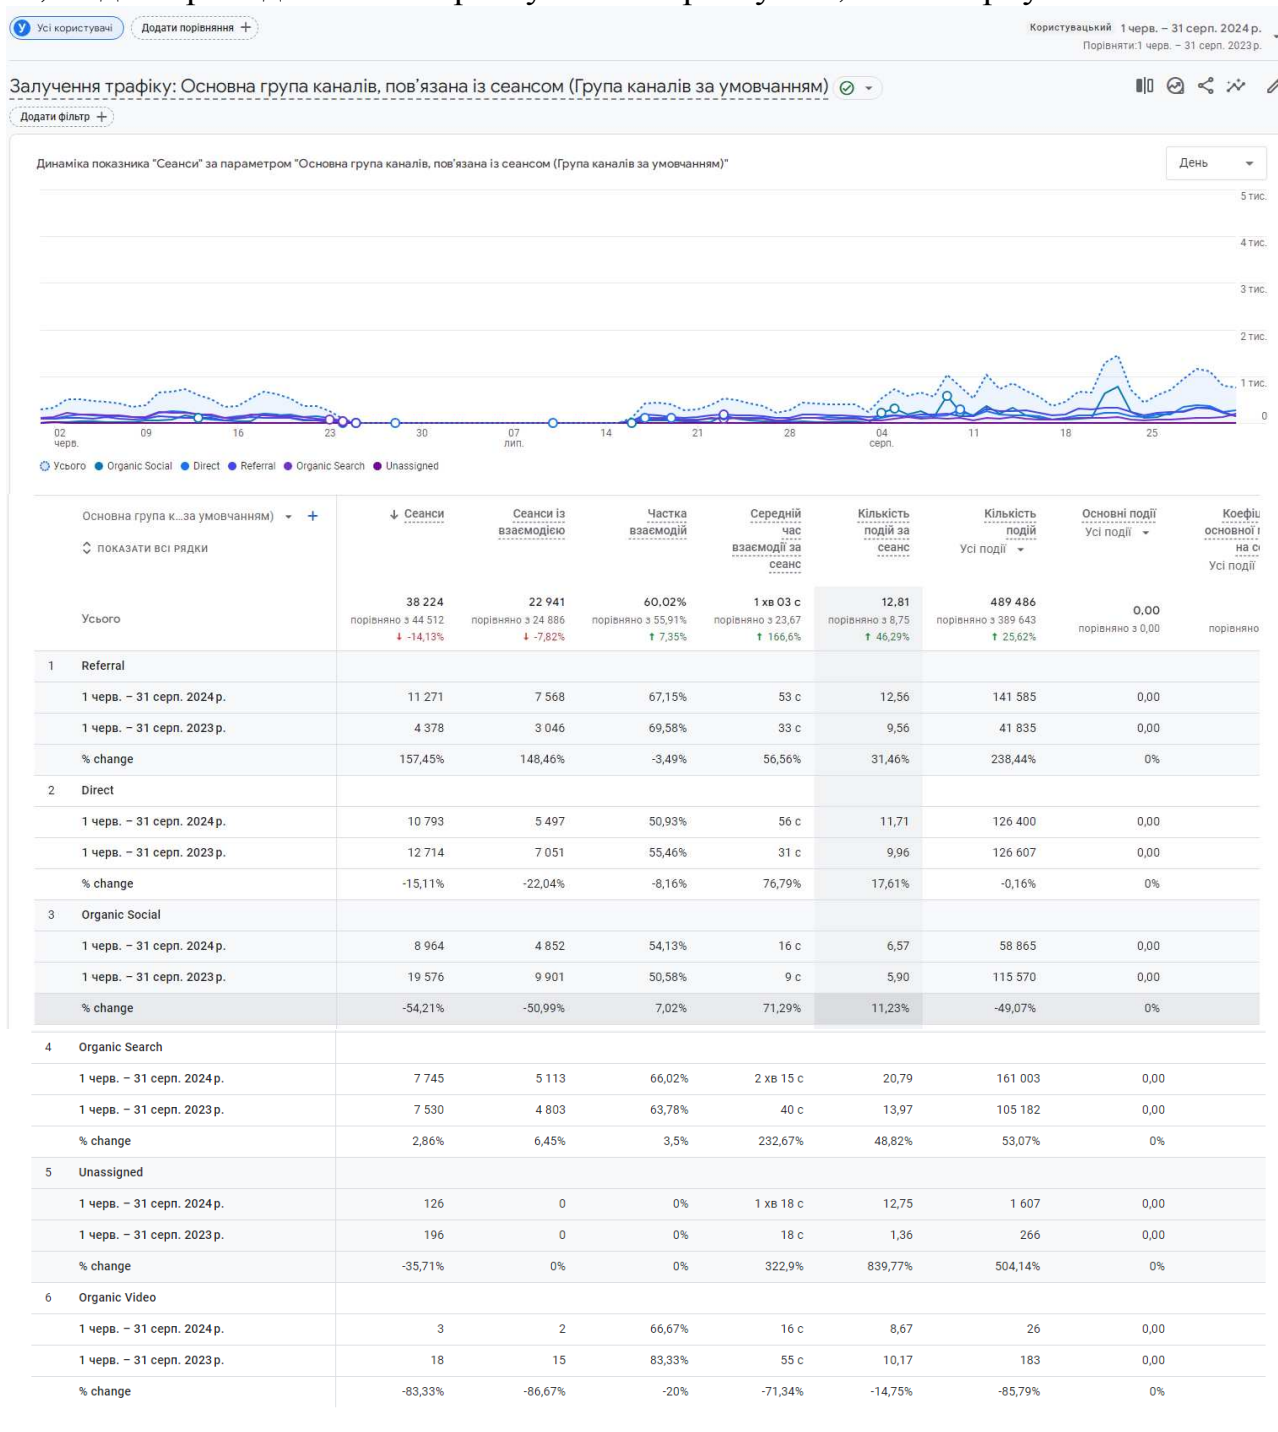 У Усі користувачі Додати порівняння + Користувацький 1 черв. – 31 серп. 2024 р.
Порівняти:1 черв. – 31 серп. 2023 р.
Залучення трафіку: Основна група каналів, пов'язана із сеансом (Група каналів за умовчанням)
Додати фільтр +
Динаміка показника "Сеанси" за параметром "Основна група каналів, пов'язана із сеансом (Група каналів за умовчанням)" День
5 тис.
4 тис.
3 тис.
2 тис.
1 тис.
0
02 09 16 23 30 07 14 21 28 04 11 18 25
черв. лип. серп.
Усього Organic Social Direct Referral Organic Search Unassigned
Основна група к...за умовчанням) + ↓ Сеанси Сеанси із Частка Середній Кількість Кількість Основні події Коефіц
взаємодією взаємодій час подій за подій Усі події основної п
ПОКАЗАТИ ВСІ РЯДКИ взаємодії за сеанс Усі події на се
сеанс Усі події
Усього 38 224 22 941 60,02% 1 хв 03 с 12,81 489 486 0,00
порівняно з 44 512 порівняно з 24 886 порівняно з 55,91% порівняно з 23,67 порівняно з 8,75 порівняно з 389 643 порівняно з 0,00 порівняно
↓ -14,13% ↓ -7,82% ↑ 7,35% ↑ 166,6% ↑ 46,29% ↑ 25,62%
1 Referral
1 черв. – 31 серп. 2024 р. 11 271 7 568 67,15% 53 с 12,56 141 585 0,00
1 черв. – 31 серп. 2023 р. 4 378 3 046 69,58% 33 с 9,56 41 835 0,00
% change 157,45% 148,46% -3,49% 56,56% 31,46% 238,44% 0%
2 Direct
1 черв. – 31 серп. 2024 р. 10 793 5 497 50,93% 56 с 11,71 126 400 0,00
1 черв. – 31 серп. 2023 р. 12 714 7 051 55,46% 31 с 9,96 126 607 0,00
% change -15,11% -22,04% -8,16% 76,79% 17,61% -0,16% 0%
3 Organic Social
1 черв. – 31 серп. 2024 р. 8 964 4 852 54,13% 16 с 6,57 58 865 0,00
1 черв. – 31 серп. 2023 р. 19 576 9 901 50,58% 9 с 5,90 115 570 0,00
% change -54,21% -50,99% 7,02% 71,29% 11,23% -49,07% 0%
4 Organic Search
1 черв. – 31 серп. 2024 р. 7 745 5 113 66,02% 2 хв 15 с 20,79 161 003 0,00
1 черв. – 31 серп. 2023 р. 7 530 4 803 63,78% 40 с 13,97 105 182 0,00
% change 2,86% 6,45% 3,5% 232,67% 48,82% 53,07% 0%
5 Unassigned
1 черв. – 31 серп. 2024 р. 126 0 0% 1 хв 18 с 12,75 1 607 0,00
1 черв. – 31 серп. 2023 р. 196 0 0% 18 с 1,36 266 0,00
% change -35,71% 0% 0% 322,9% 839,77% 504,14% 0%
6 Organic Video
1 черв. – 31 серп. 2024 р. 3 2 66,67% 16 с 8,67 26 0,00
1 черв. – 31 серп. 2023 р. 18 15 83,33% 55 с 10,17 183 0,00
% change -83,33% -86,67% -20% -71,34% -14,75% -85,79% 0%